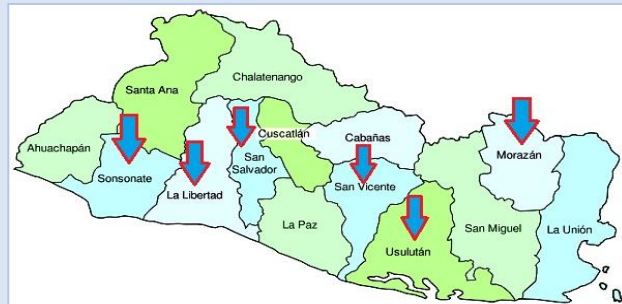 Chalatenango
Santa Ana
Cuscatlán
Cabañas
Ahuachapán
Morazán
San
Salvador
Sonsonate
La Libertad
San Vicente
La Paz
San Miguel
La Unión
Usulután